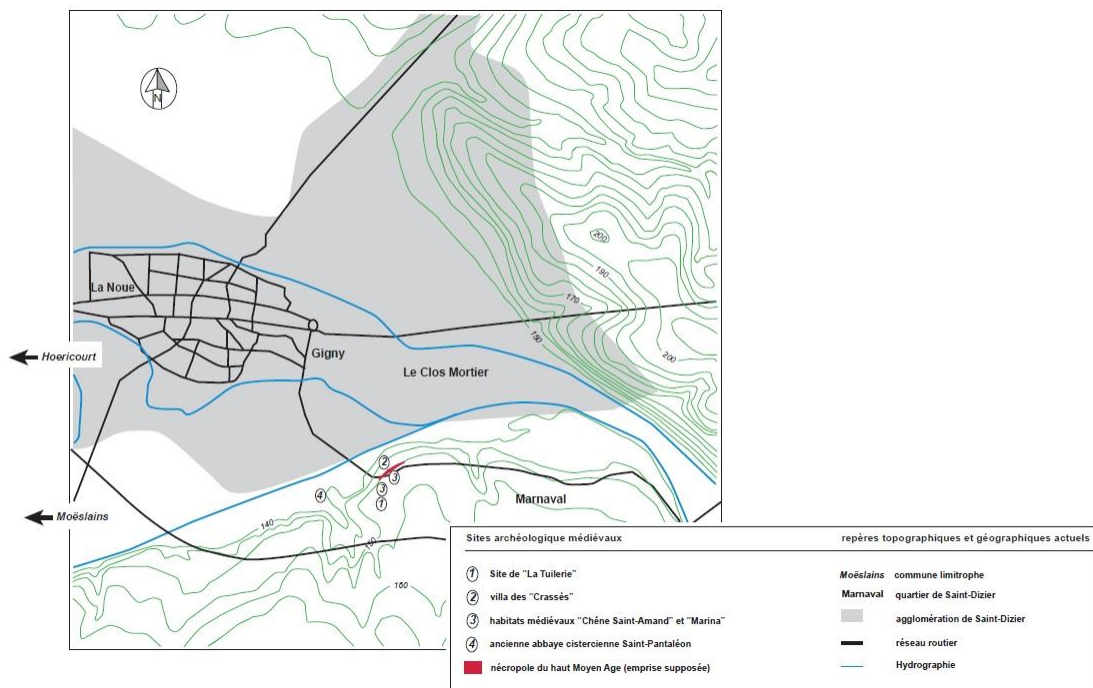 N
200
190
170
150
200
La Noue
Hoericourt
Gigny
Le Clos Mortier
2
3
3
4
1
Marnaval
Moëslains
140
150
160
Sites archéologique médiévaux
1 Site de "La Tuilerie"
2 villa des "Crassés"
3 habitats médiévaux "Chêne Saint-Amand" et "Marina"
4 ancienne abbaye cistercienne Saint-Pantaléon
nécropole du haut Moyen Age (emprise supposée)
repères topographiques et géographiques actuels
Moëslains commune limitrophe
Marnaval quartier de Saint-Dizier
agglomération de Saint-Dizier
réseau routier
Hydrographie